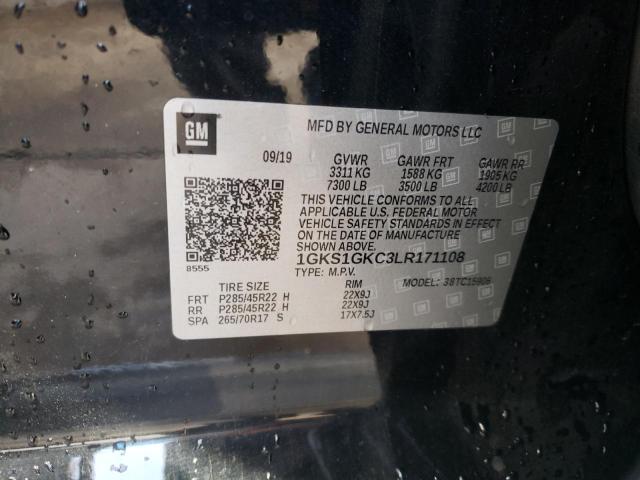 GM
MFD BY GENERAL MOTORS LLC
09/19 GVWR GAWR FRT GAWR RR
3311 KG 1588 KG 1905 KG
7300 LB 3500 LB 4200 LB
THIS VEHICLE CONFORMS TO ALL
APPLICABLE U.S. FEDERAL MOTOR
VEHICLE SAFETY STANDARDS IN EFFECT
ON THE DATE OF MANUFACTURE
SHOWN ABOVE.
8555
1GKS1GKC3LR171108
TYPE: M.P.V. MODEL:
TIRE SIZE RIM
FRT P285/45R22 H 22X9J
RR P285/45R22 H 22X9J
SPA 265/70R17 S 17X7.5J